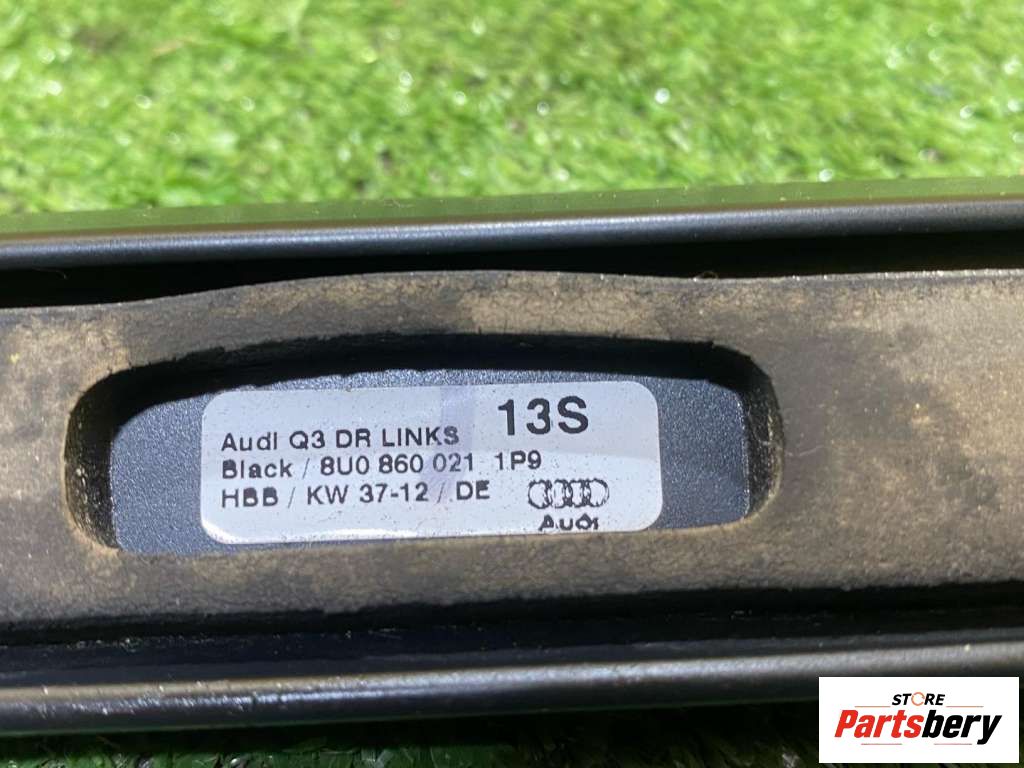 Audi Q3 DR LINKS 13S
Black / 8U0 860 021 1P9
HBB / KW 37-12 / DE
Audi
STORE
Partsbery